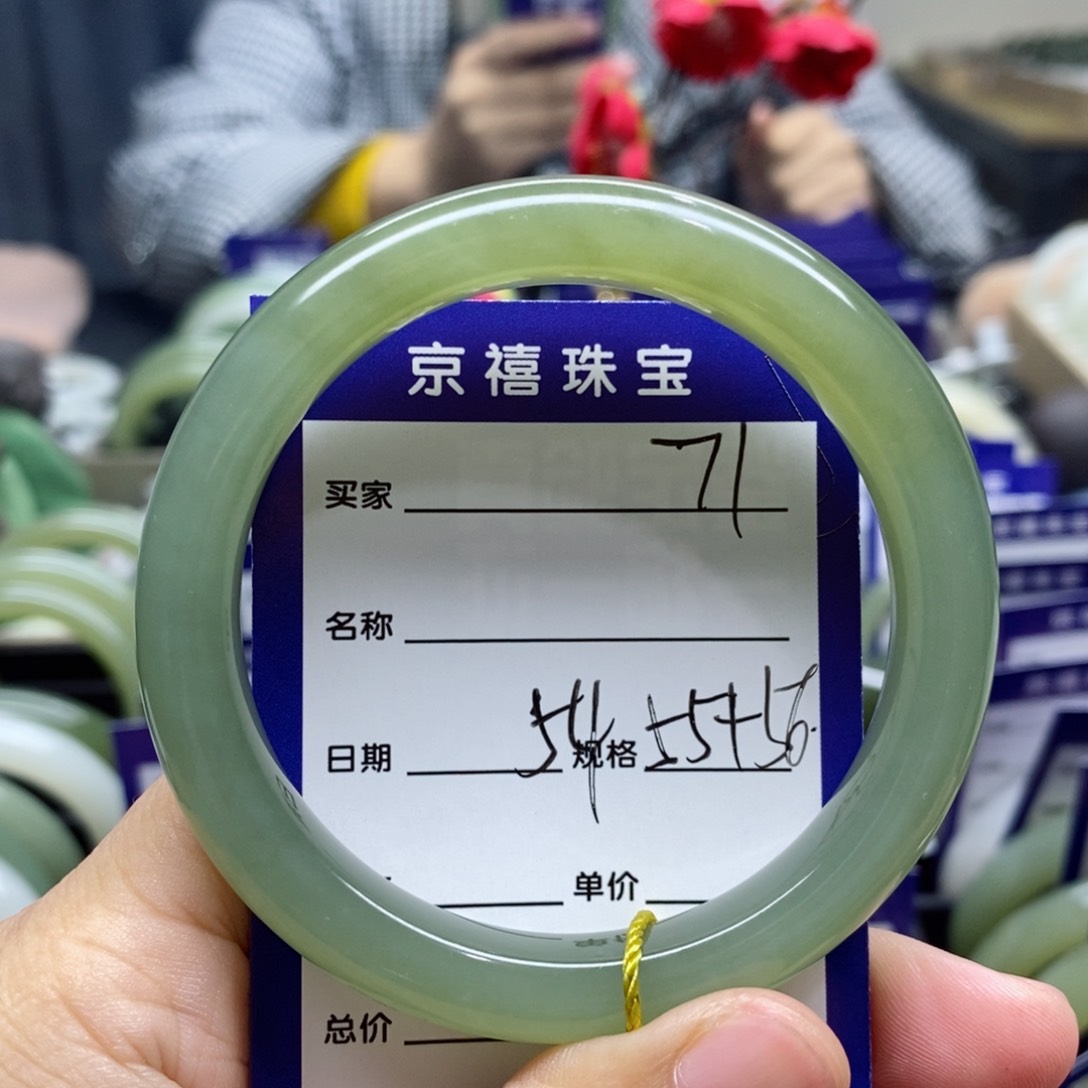 京禧珠宝
买家 71
名称
日期 54 规格 55+56.
单价
总价